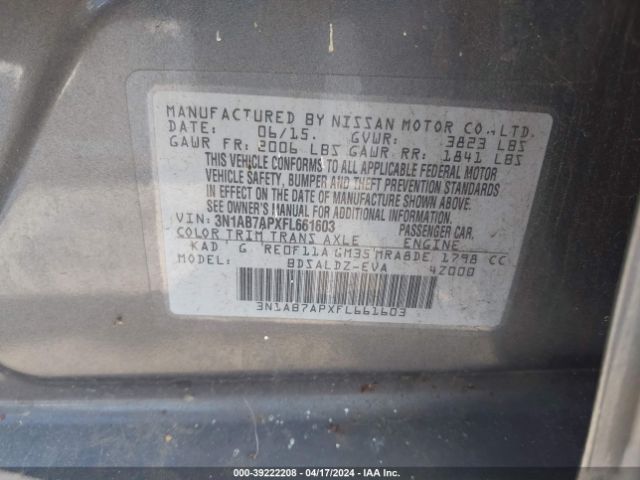 MANUFACTURED BY NISSAN MOTOR CO.,LTD.
DATE: 06/15. GVWR: 3823 LBS
GAWR FR: 2006 LBS GAWR RR: 1841 LBS
THIS VEHICLE CONFORMS TO ALL APPLICABLE FEDERAL MOTOR
VEHICLE SAFETY, BUMPER AND THEFT PREVENTION STANDARDS
IN EFFECT ON THE DATE OF MANUFACTURE SHOWN ABOVE.
SEE OWNER'S MANUAL FOR ADDITIONAL INFORMATION.
VIN: 3N1AB7APXFL661603 PASSENGER CAR.
COLOR TRIM TRANS AXLE ENGINE
KAD G RE0F11A GM35 MRA8DE 1798 CC
MODEL: BDSALDZ-EVA 4Z000
3N1AB7APXFL661603
000-39222208 - 04/17/2024 - IAA Inc.